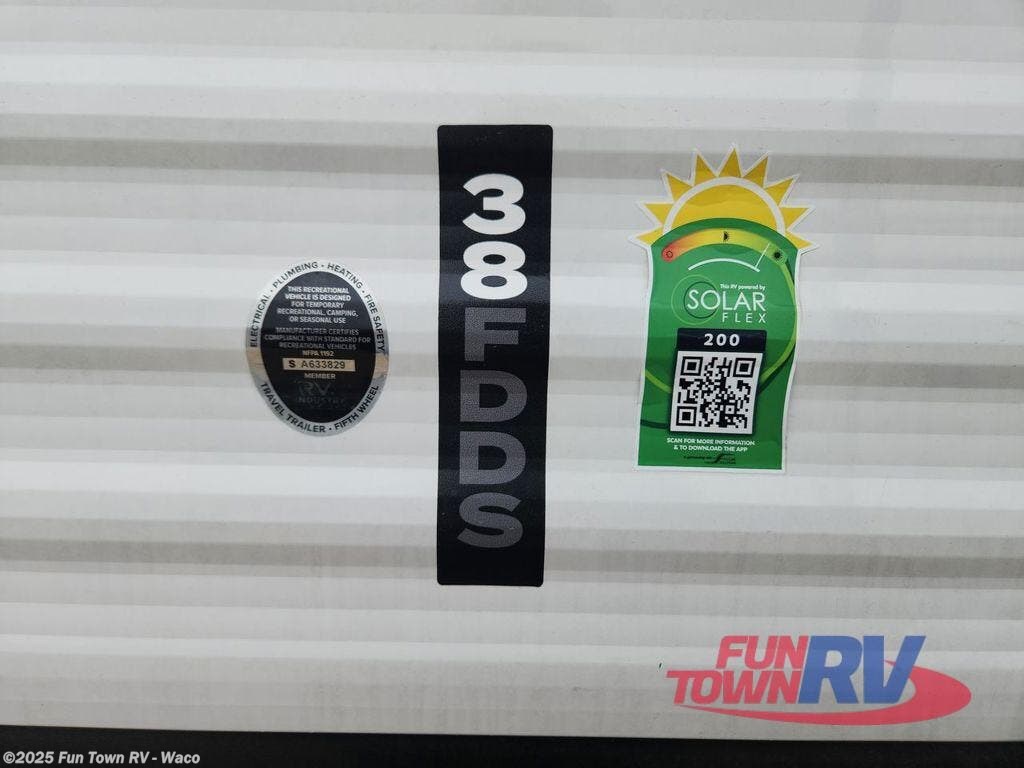 ELECTRICAL · PLUMBING · HEATING · FIRE SAFETY
THIS RECREATIONAL
VEHICLE IS DESIGNED
FOR TEMPORARY
RECREATIONAL, CAMPING,
OR SEASONAL USE
MANUFACTURER CERTIFIES
COMPLIANCE WITH STANDARD FOR
RECREATIONAL VEHICLES
NFPA 1192
S A633829
MEMBER
RV
INDUSTRY
TRAVEL TRAILER · FIFTH WHEEL
38FDDS
This RV powered by
SOLAR
FLEX
200
SCAN FOR MORE INFORMATION
& TO DOWNLOAD THE APP
FUN
TOWN RV
©2025 Fun Town RV - Waco